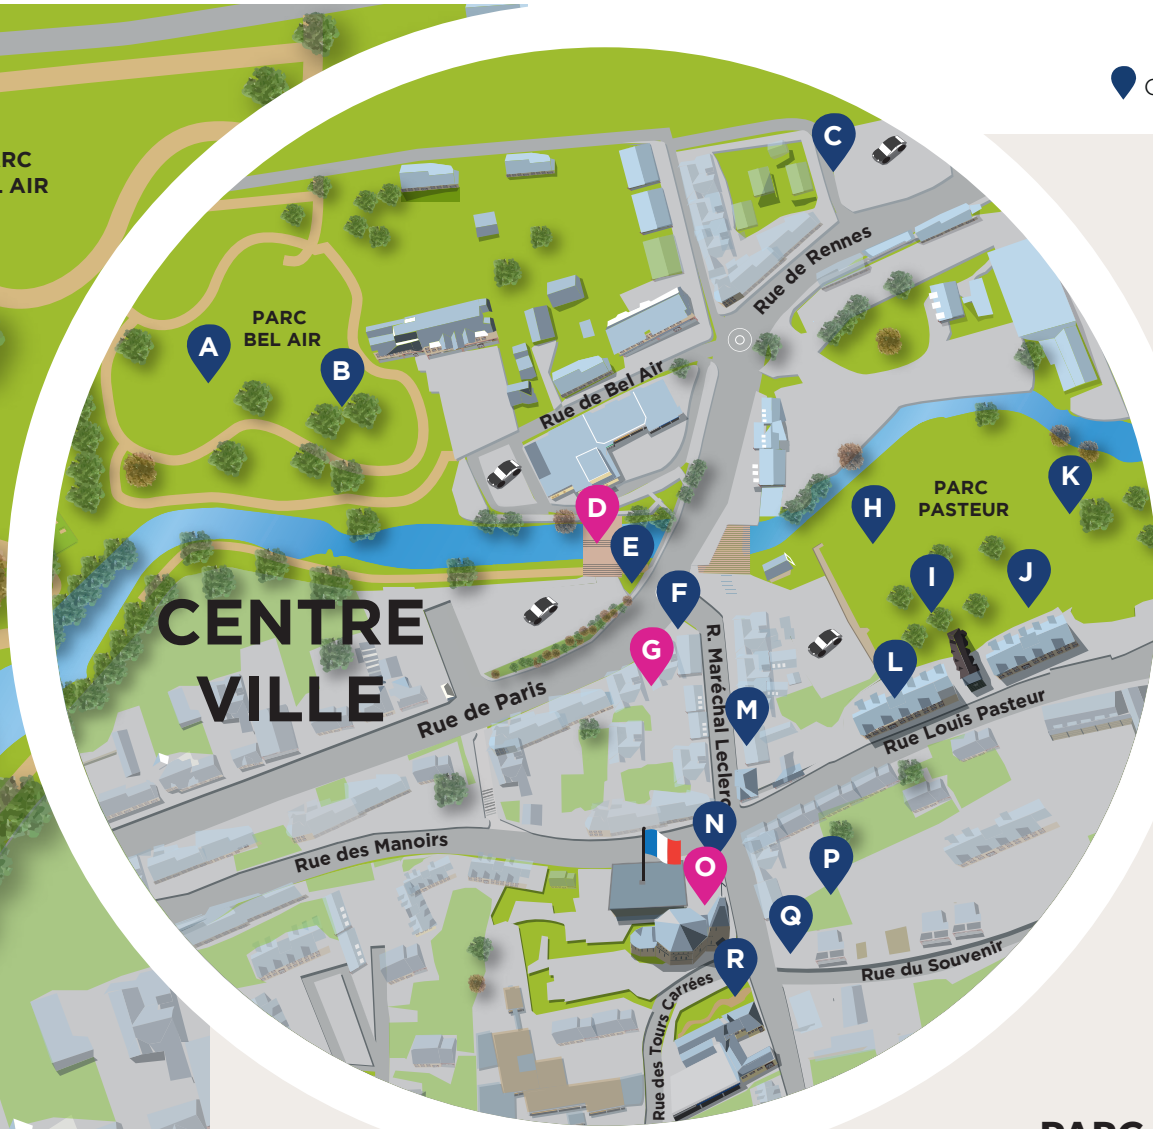 RC
L AIR
C
Rue de Rennes
PARC
BEL AIR
A
B
Rue de Bel Air
K
PARC
PASTEUR
D
H
E
I
J
F
CENTRE
VILLE
G
R. Maréchal Leclerc
L
Rue de Paris
M
Rue Louis Pasteur
N
Rue des Manoirs
O
P
Q
R
Rue du Souvenir
Rue des Tours Carrées
PARC